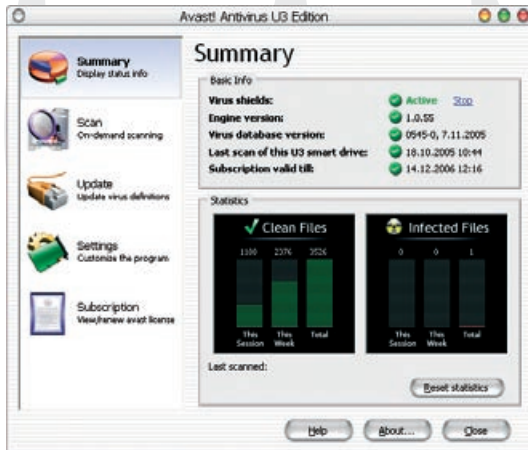 Avast! Antivirus U3 Edition
Summary
Display status info
Scan
On-demand scanning
Update
Update virus definitions
Settings
Customize the program
Subscription
View/renew avast license
Summary
Basic Info
Virus shields: Active Stop
Engine version: 1.0.55
Virus database version: 0545-0, 7.11.2005
Last scan of this U3 smart drive: 18.10.2005 10:44
Subscription valid till: 14.12.2006 12:16
Statistics
Clean Files
1100 2376 3526
This Session This Week Total
Infected Files
0 0 1
This Session This Week Total
Last scanned:
Reset statistics
Help About... Close